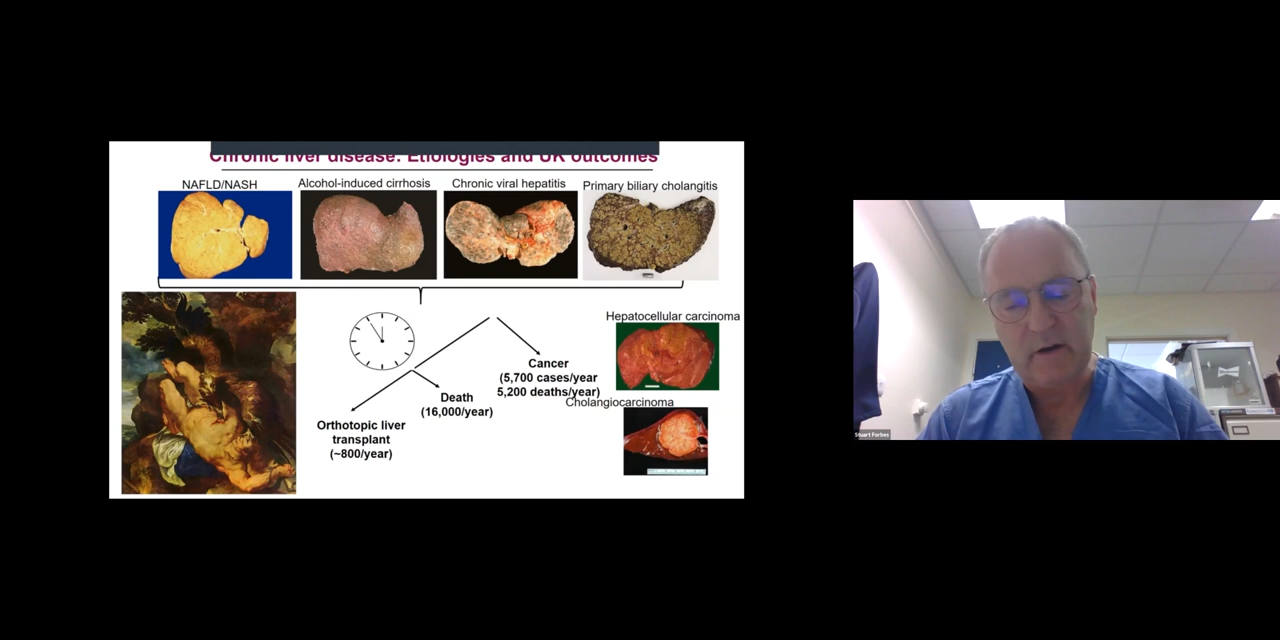 Chronic liver disease: Etiologies and UK outcomes
NAFLD/NASH
Alcohol-induced cirrhosis
Chronic viral hepatitis
Primary biliary cholangitis
Hepatocellular carcinoma
Cancer
(5,700 cases/year
5,200 deaths/year)
Cholangiocarcinoma
Death
(16,000/year)
Orthotopic liver
transplant
(~800/year)
Stuart Forbes